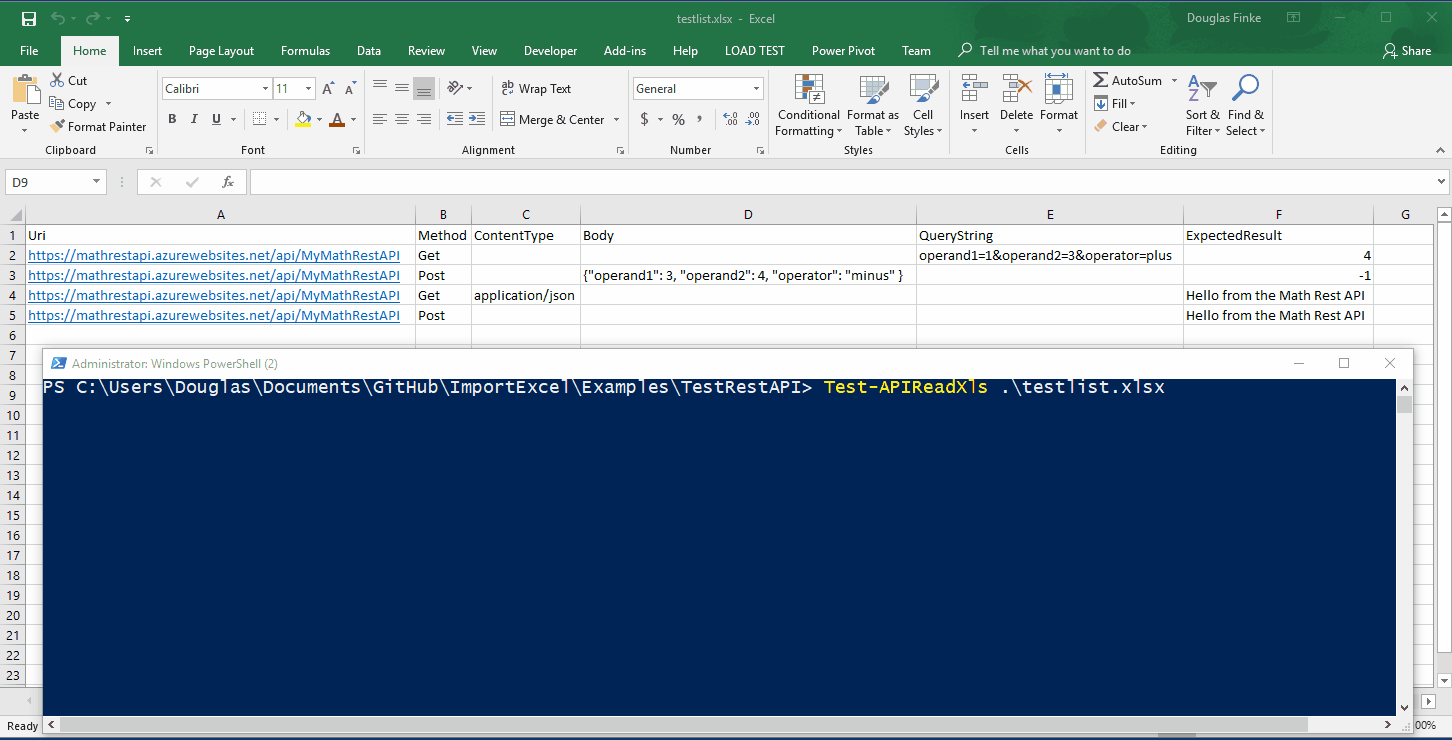 testlist.xlsx - Excel
Douglas Finke
File Home Insert Page Layout Formulas Data Review View Developer Add-ins Help LOAD TEST Power Pivot Team Tell me what you want to do Share
Paste
Cut
Copy
Format Painter
Clipboard
Calibri 11
B I U
Font
Wrap Text
Merge & Center
Alignment
General
$ % ,
Number
Conditional Formatting
Format as Table
Cell Styles
Styles
Insert Delete Format
Cells
AutoSum
Fill
Clear
Sort & Filter
Find & Select
Editing
D9 fx
A B C D E F G
1 Uri Method ContentType Body QueryString ExpectedResult
2 https://mathrestapi.azurewebsites.net/api/MyMathRestAPI Get operand1=1&operand2=3&operator=plus 4
3 https://mathrestapi.azurewebsites.net/api/MyMathRestAPI Post {"operand1": 3, "operand2": 4, "operator": "minus" } -1
4 https://mathrestapi.azurewebsites.net/api/MyMathRestAPI Get application/json Hello from the Math Rest API
5 https://mathrestapi.azurewebsites.net/api/MyMathRestAPI Post Hello from the Math Rest API
6
7
8
9
10
11
12
13
14
15
16
17
18
19
20
21
22
23
Administrator: Windows PowerShell (2)
PS C:\Users\Douglas\Documents\GitHub\ImportExcel\Examples\TestRestAPI> Test-APIReadXls .\testlist.xlsx
Ready
00%